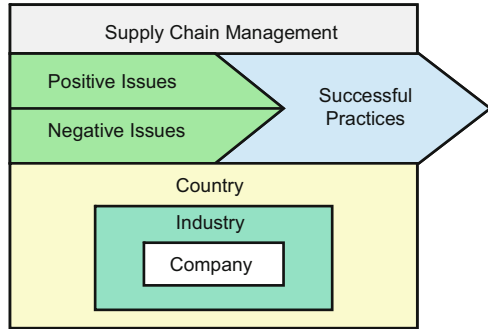 Supply Chain Management
Positive Issues
Negative Issues
Successful
Practices
Country
Industry
Company